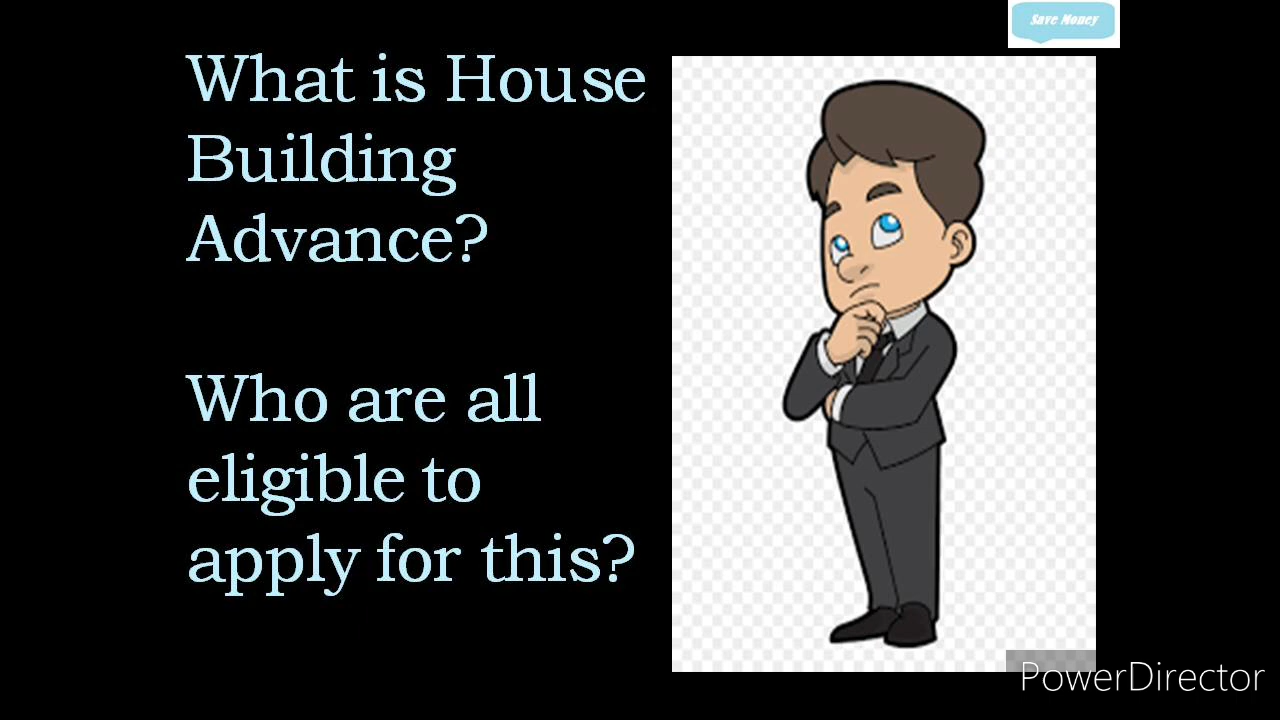 Save Money
What is House
Building
Advance?
Who are all
eligible to
apply for this?
PowerDirector